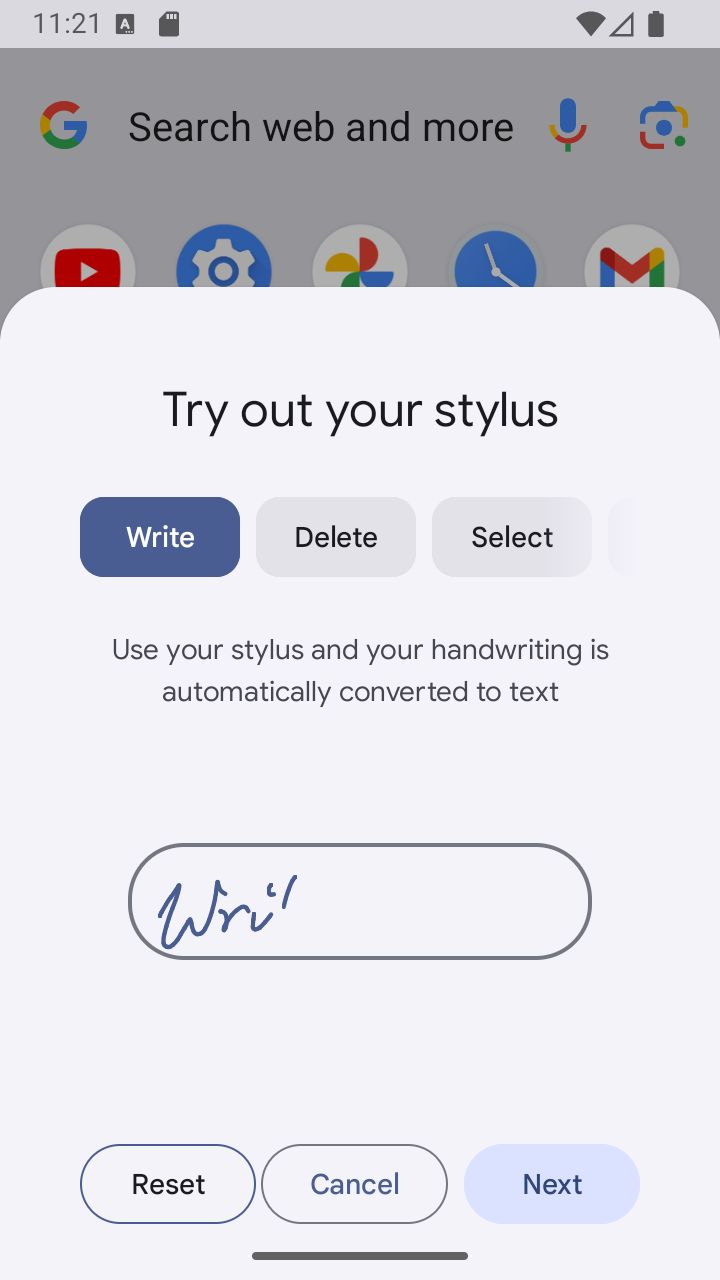 11:21
Search web and more
Try out your stylus
Write Delete Select
Use your stylus and your handwriting is
automatically converted to text
Reset Cancel Next